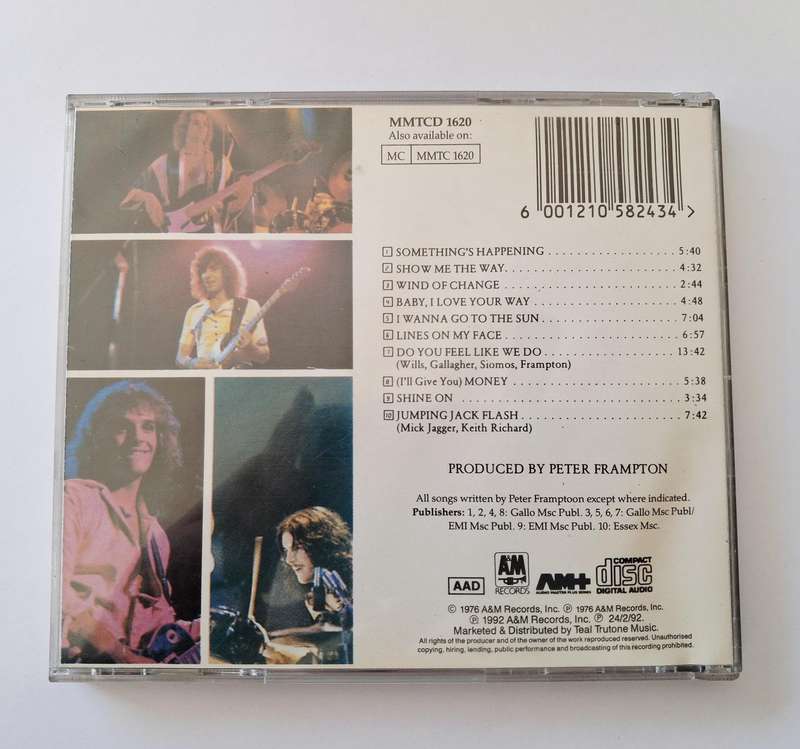 MMTCD 1620
Also available on:
MC MMTC 1620
6 001210 582434 >
1 SOMETHING'S HAPPENING . . . . . . . . . . . . . . . . . 5:40
2 SHOW ME THE WAY. . . . . . . . . . . . . . . . . . . . . . 4:32
3 WIND OF CHANGE . . . . . . . . . . . . . . . . . . . . . . 2:44
4 BABY, I LOVE YOUR WAY . . . . . . . . . . . . . . . . . . 4:48
5 I WANNA GO TO THE SUN . . . . . . . . . . . . . . . . . 7:04
6 LINES ON MY FACE . . . . . . . . . . . . . . . . . . . . . 6:57
7 DO YOU FEEL LIKE WE DO . . . . . . . . . . . . . . . . 13:42
(Wills, Gallagher, Siomos, Frampton)
8 (I'll Give You) MONEY . . . . . . . . . . . . . . . . . . . . 5:38
9 SHINE ON . . . . . . . . . . . . . . . . . . . . . . . . . . . 3:34
10 JUMPING JACK FLASH . . . . . . . . . . . . . . . . . . . 7:42
(Mick Jagger, Keith Richard)
PRODUCED BY PETER FRAMPTON
All songs written by Peter Framptoon except where indicated.
Publishers: 1, 2, 4, 8: Gallo Msc Publ. 3, 5, 6, 7: Gallo Msc Publ/
EMI Msc Publ. 9: EMI Msc Publ. 10: Essex Msc.
AAD
A&M
RECORDS
AM+
AUDIO MASTER PLUS SERIES
COMPACT
disc
DIGITAL AUDIO
© 1976 A&M Records, Inc. ℗ 1976 A&M Records, Inc.
℗ 1992 A&M Records, Inc. ℗ 24/2/92.
Marketed & Distributed by Teal Trutone Music.
All rights of the producer and of the owner of the work reproduced reserved. Unauthorised
copying, hiring, lending, public performance and broadcasting of this recording prohibited.